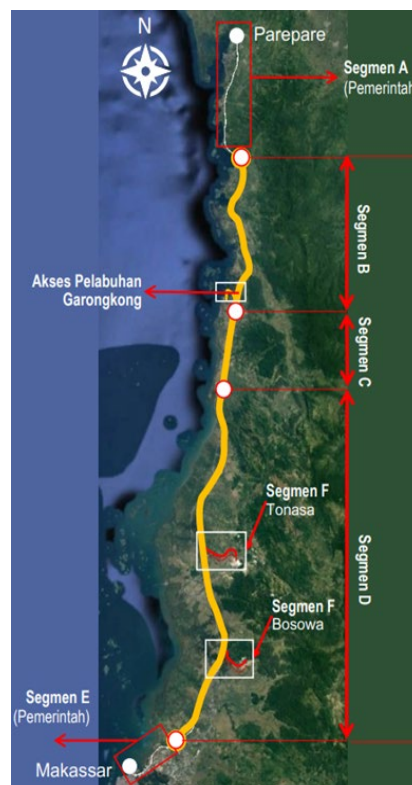 Parepare
N
Segmen A
(Pemerintah)
Segmen B
Akses Pelabuhan
Garongkong
Segmen C
Segmen F
Tonasa
Segmen D
Segmen F
Bosowa
Segmen E
(Pemerintah)
Makassar